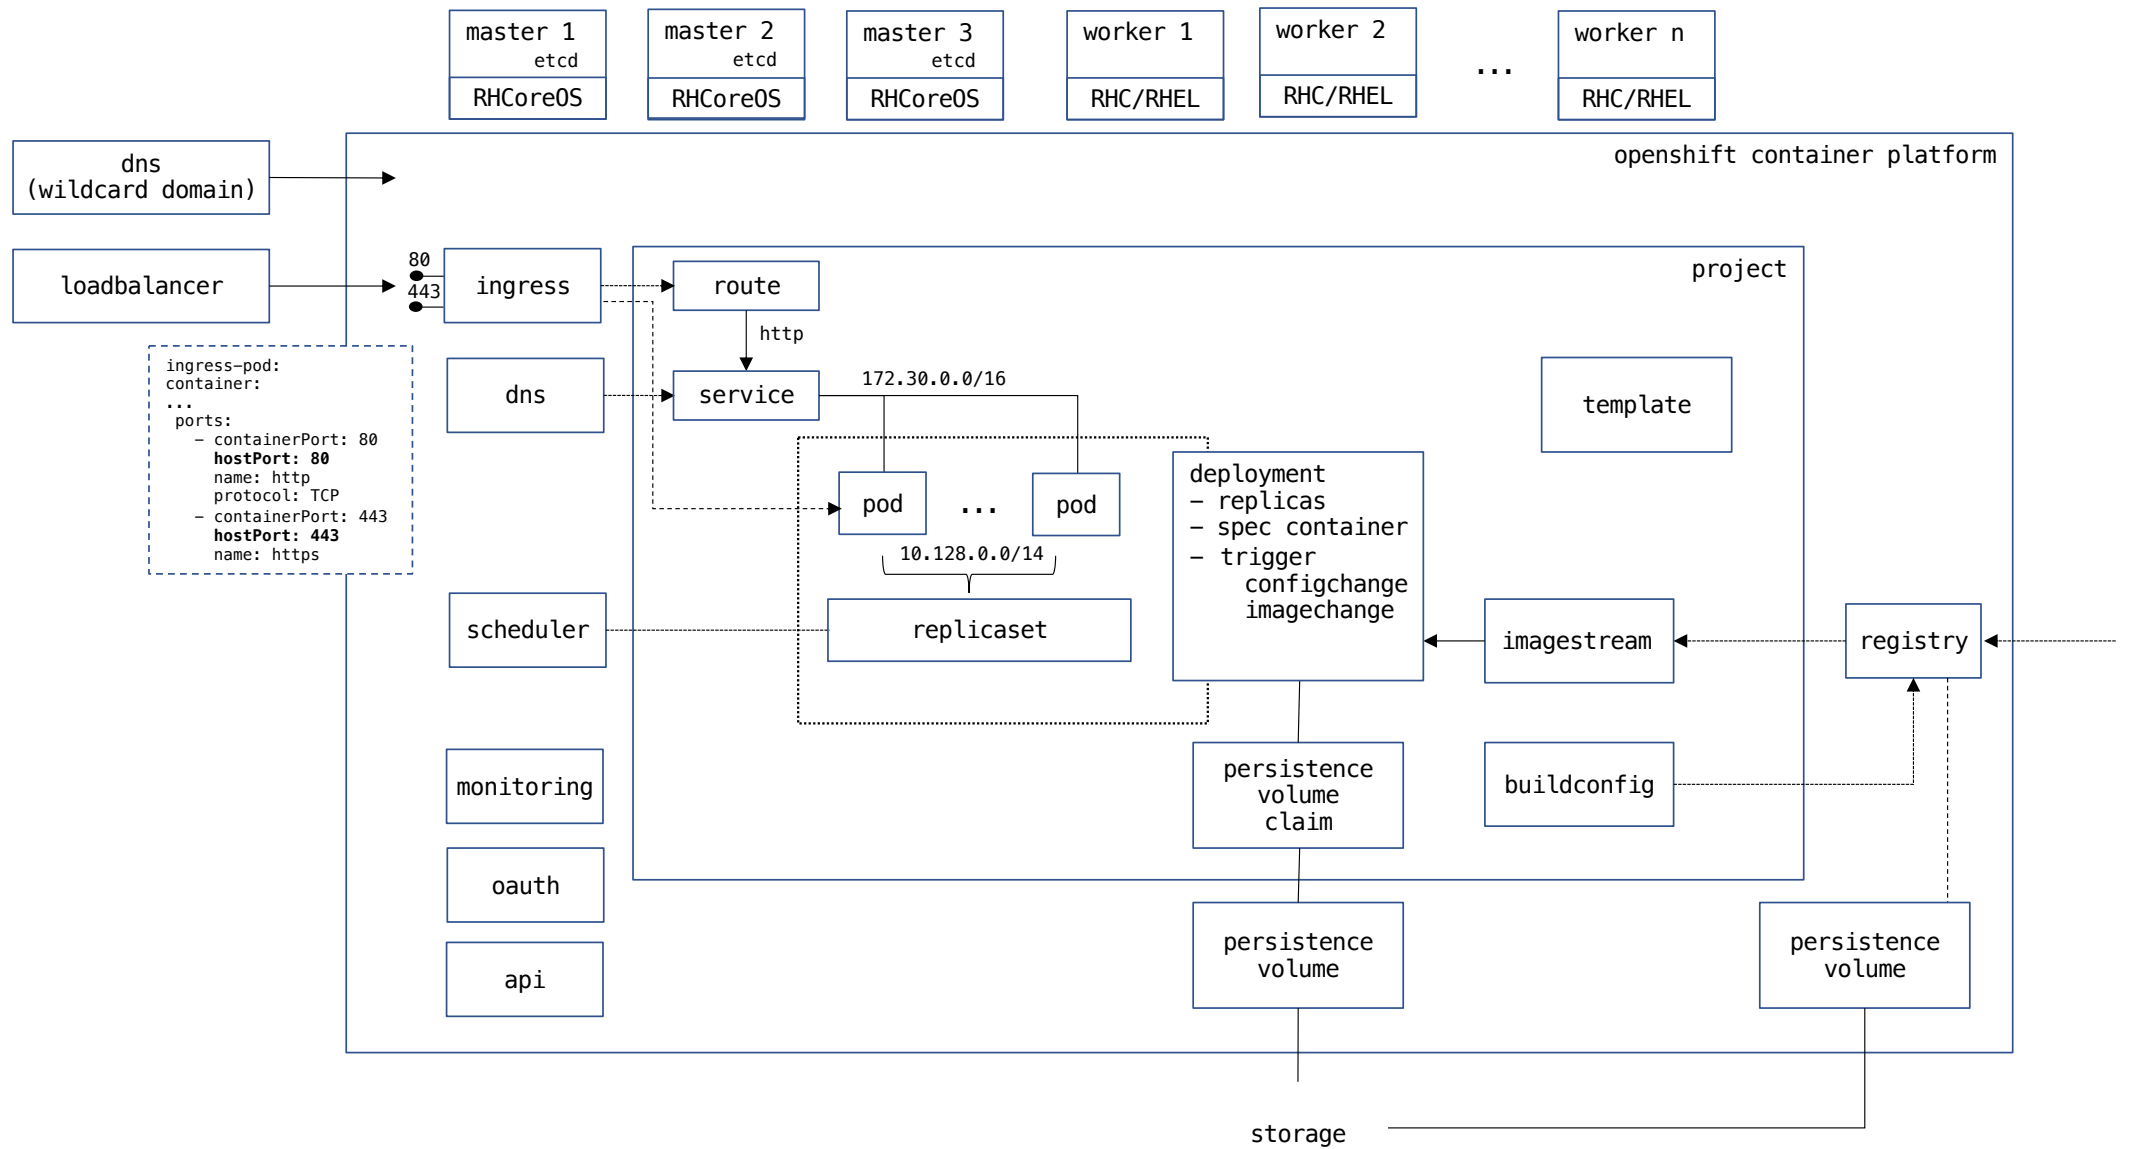 master 1
etcd
RHCoreOS
master 2
etcd
RHCoreOS
master 3
etcd
RHCoreOS
worker 1
RHC/RHEL
worker 2
RHC/RHEL
...
worker n
RHC/RHEL
dns
(wildcard domain)
openshift container platform
loadbalancer
80
443
ingress
route
project
http
ingress-pod:
container:
...
ports:
- containerPort: 80
hostPort: 80
name: http
protocol: TCP
- containerPort: 443
hostPort: 443
name: https
dns
service
172.30.0.0/16
template
pod
...
pod
10.128.0.0/14
deployment
- replicas
- spec container
- trigger
configchange
imagechange
scheduler
replicaset
imagestream
registry
monitoring
persistence
volume
claim
buildconfig
oauth
persistence
volume
persistence
volume
api
storage